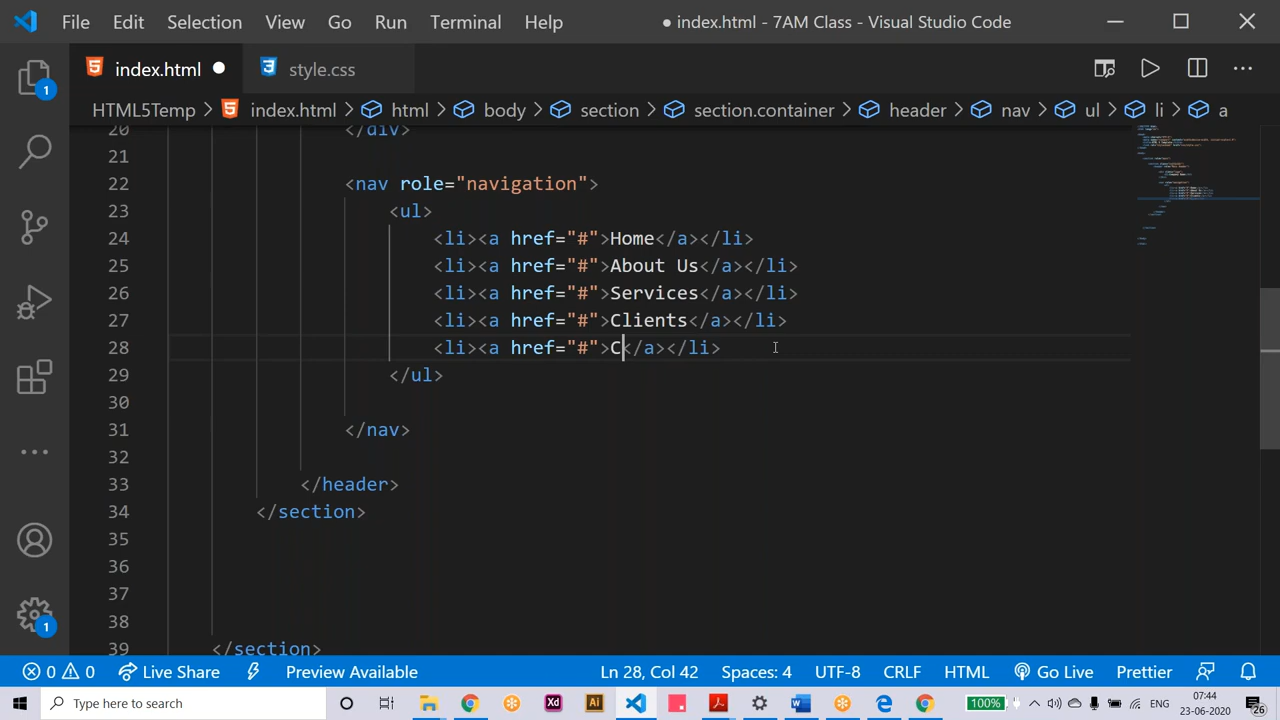 File Edit Selection View Go Run Terminal Help ● index.html - 7AM Class - Visual Studio Code
index.html ● style.css
HTML5Temp > index.html > html > body > section > section.container > header > nav > ul > li > a
20 </div>
21
22 <nav role="navigation">
23 <ul>
24 <li><a href="#">Home</a></li>
25 <li><a href="#">About Us</a></li>
26 <li><a href="#">Services</a></li>
27 <li><a href="#">Clients</a></li>
28 <li><a href="#">C</a></li>
29 </ul>
30
31 </nav>
32
33 </header>
34 </section>
35
36
37
38
39 </section>
1
1
0 0 Live Share Preview Available Ln 28, Col 42 Spaces: 4 UTF-8 CRLF HTML Go Live Prettier
Type here to search Xd Ai 100% ENG 07:44
23-06-2020 26